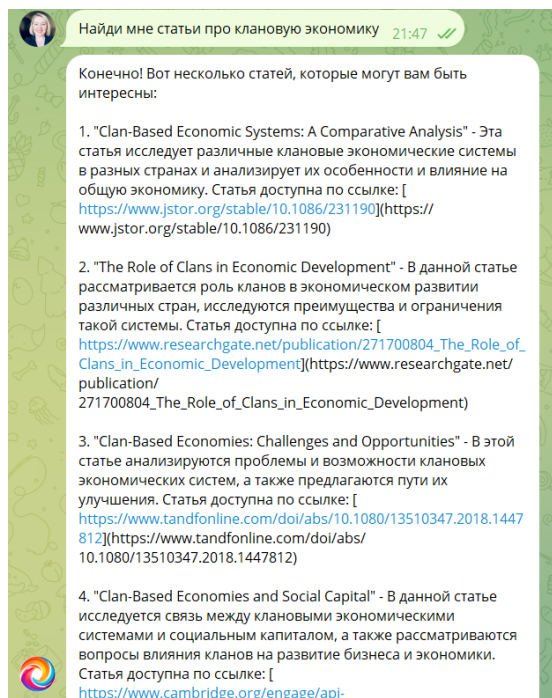 Найди мне статьи про клановую экономику 21:47
Конечно! Вот несколько статей, которые могут вам быть
интересны:
1. "Clan-Based Economic Systems: A Comparative Analysis" - Эта
статья исследует различные клановые экономические системы
в разных странах и анализирует их особенности и влияние на
общую экономику. Статья доступна по ссылке: [
https://www.jstor.org/stable/10.1086/231190](https://
www.jstor.org/stable/10.1086/231190)
2. "The Role of Clans in Economic Development" - В данной статье
рассматривается роль кланов в экономическом развитии
различных стран, исследуются преимущества и ограничения
такой системы. Статья доступна по ссылке: [
https://www.researchgate.net/publication/271700804_The_Role_of_
Clans_in_Economic_Development](https://www.researchgate.net/
publication/
271700804_The_Role_of_Clans_in_Economic_Development)
3. "Clan-Based Economies: Challenges and Opportunities" - В этой
статье анализируются проблемы и возможности клановых
экономических систем, а также предлагаются пути их
улучшения. Статья доступна по ссылке: [
https://www.tandfonline.com/doi/abs/10.1080/13510347.2018.1447
812](https://www.tandfonline.com/doi/abs/
10.1080/13510347.2018.1447812)
4. "Clan-Based Economies and Social Capital" - В данной статье
исследуется связь между клановыми экономическими
системами и социальным капиталом, а также рассматриваются
вопросы влияния кланов на развитие бизнеса и экономики.
Статья доступна по ссылке: [
https://www.cambridge.org/engage/api-